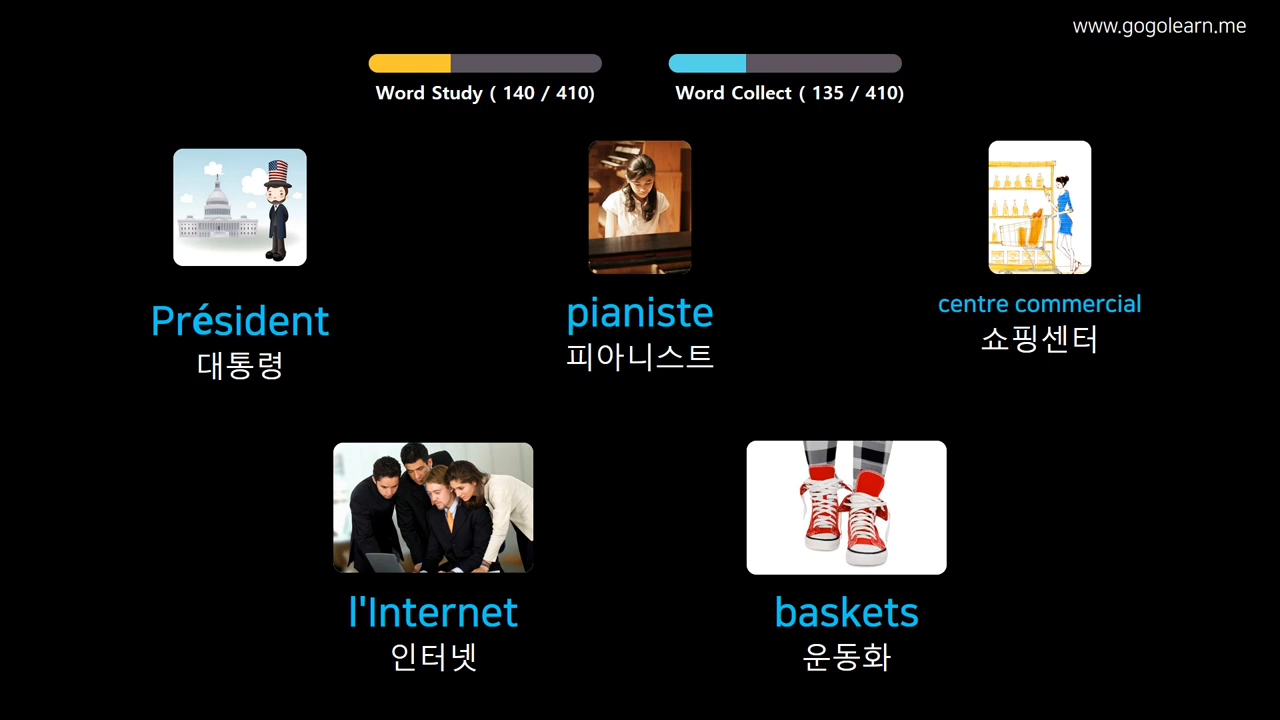 www.gogolearn.me
Word Study ( 140 / 410)
Word Collect ( 135 / 410)
Président
대통령
pianiste
피아니스트
centre commercial
쇼핑센터
l'Internet
인터넷
baskets
운동화